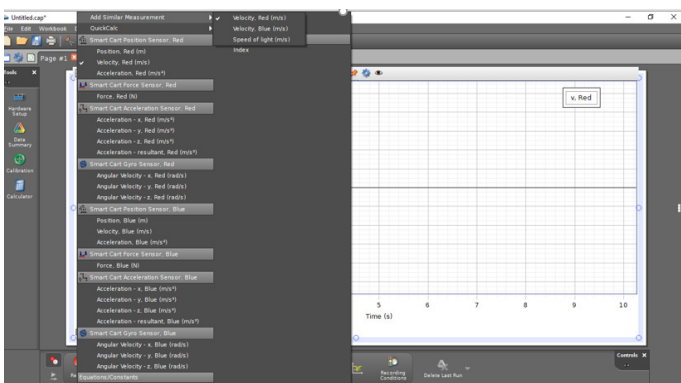 Untitled.cap*
File Edit Workbook
Page #1
Tools
Hardware Setup
Data Summary
Calibration
Calculator
Add Similar Measurement
QuickCalc
Smart Cart Position Sensor, Red
Position, Red (m)
Velocity, Red (m/s)
Acceleration, Red (m/s²)
Smart Cart Force Sensor, Red
Force, Red (N)
Smart Cart Acceleration Sensor, Red
Acceleration - x, Red (m/s²)
Acceleration - y, Red (m/s²)
Acceleration - z, Red (m/s²)
Acceleration - resultant, Red (m/s²)
Smart Cart Gyro Sensor, Red
Angular Velocity - x, Red (rad/s)
Angular Velocity - y, Red (rad/s)
Angular Velocity - z, Red (rad/s)
Smart Cart Position Sensor, Blue
Position, Blue (m)
Velocity, Blue (m/s)
Acceleration, Blue (m/s²)
Smart Cart Force Sensor, Blue
Force, Blue (N)
Smart Cart Acceleration Sensor, Blue
Acceleration - x, Blue (m/s²)
Acceleration - y, Blue (m/s²)
Acceleration - z, Blue (m/s²)
Acceleration - resultant, Blue (m/s²)
Smart Cart Gyro Sensor, Blue
Angular Velocity - x, Blue (rad/s)
Angular Velocity - y, Blue (rad/s)
Angular Velocity - z, Blue (rad/s)
Equations/Constants
Velocity, Red (m/s)
Velocity, Blue (m/s)
Speed of light (m/s)
Index
v, Red
5 6 7 8 9 10
Time (s)
Recording Conditions
Delete Last Run
Controls